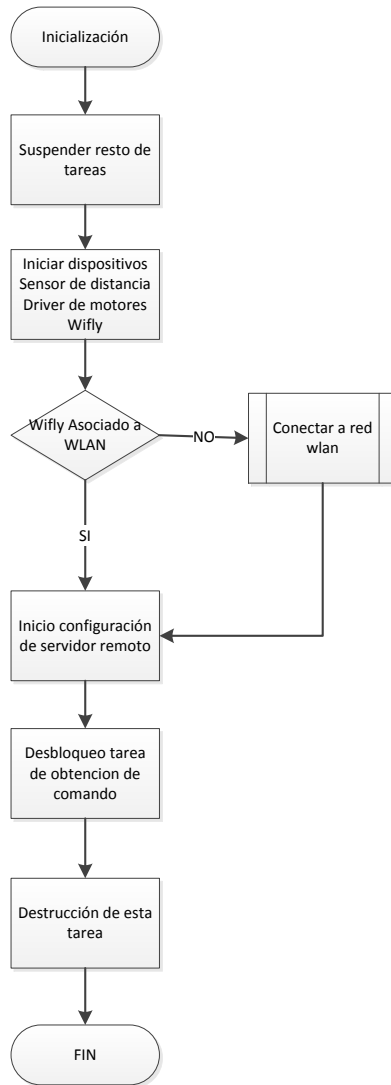 Inicialización
Suspender resto de
tareas
Iniciar dispositivos
Sensor de distancia
Driver de motores
Wifly
Wifly Asociado a
WLAN
NO
Conectar a red
wlan
SI
Inicio configuración
de servidor remoto
Desbloqueo tarea
de obtencion de
comando
Destrucción de esta
tarea
FIN